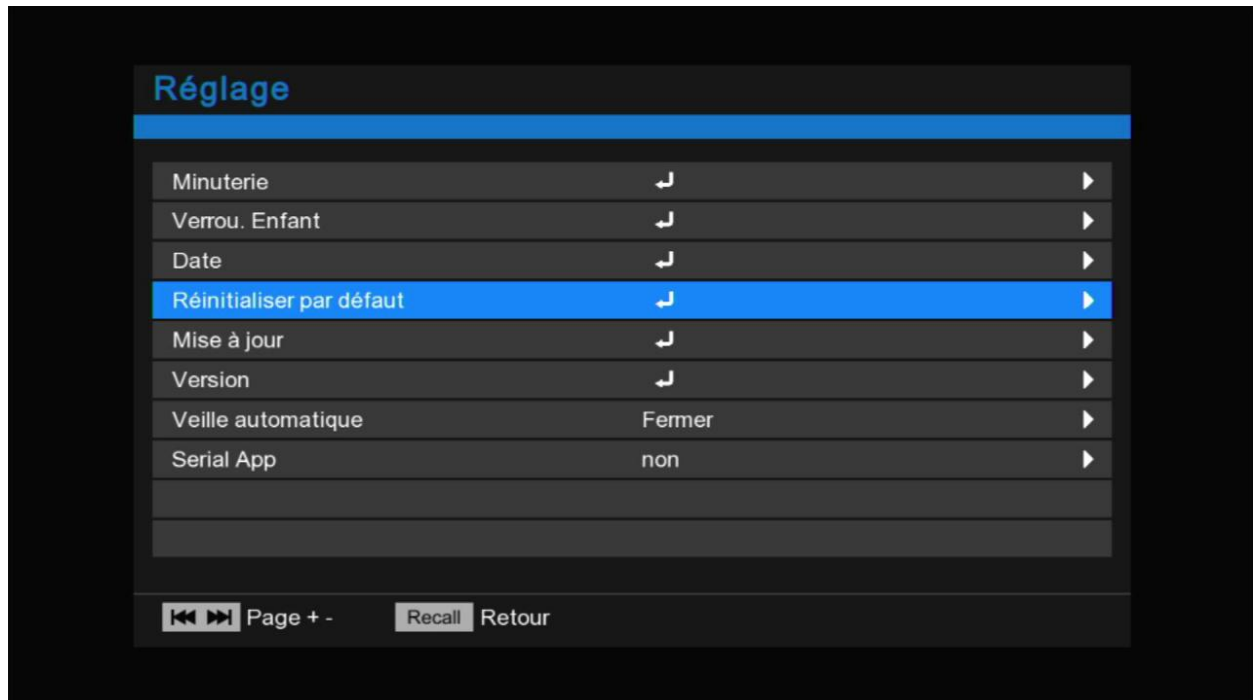 Réglage
Minuterie
Verrou. Enfant
Date
Réinitialiser par défaut
Mise à jour
Version
Veille automatique Fermer
Serial App non
Page + - Recall Retour